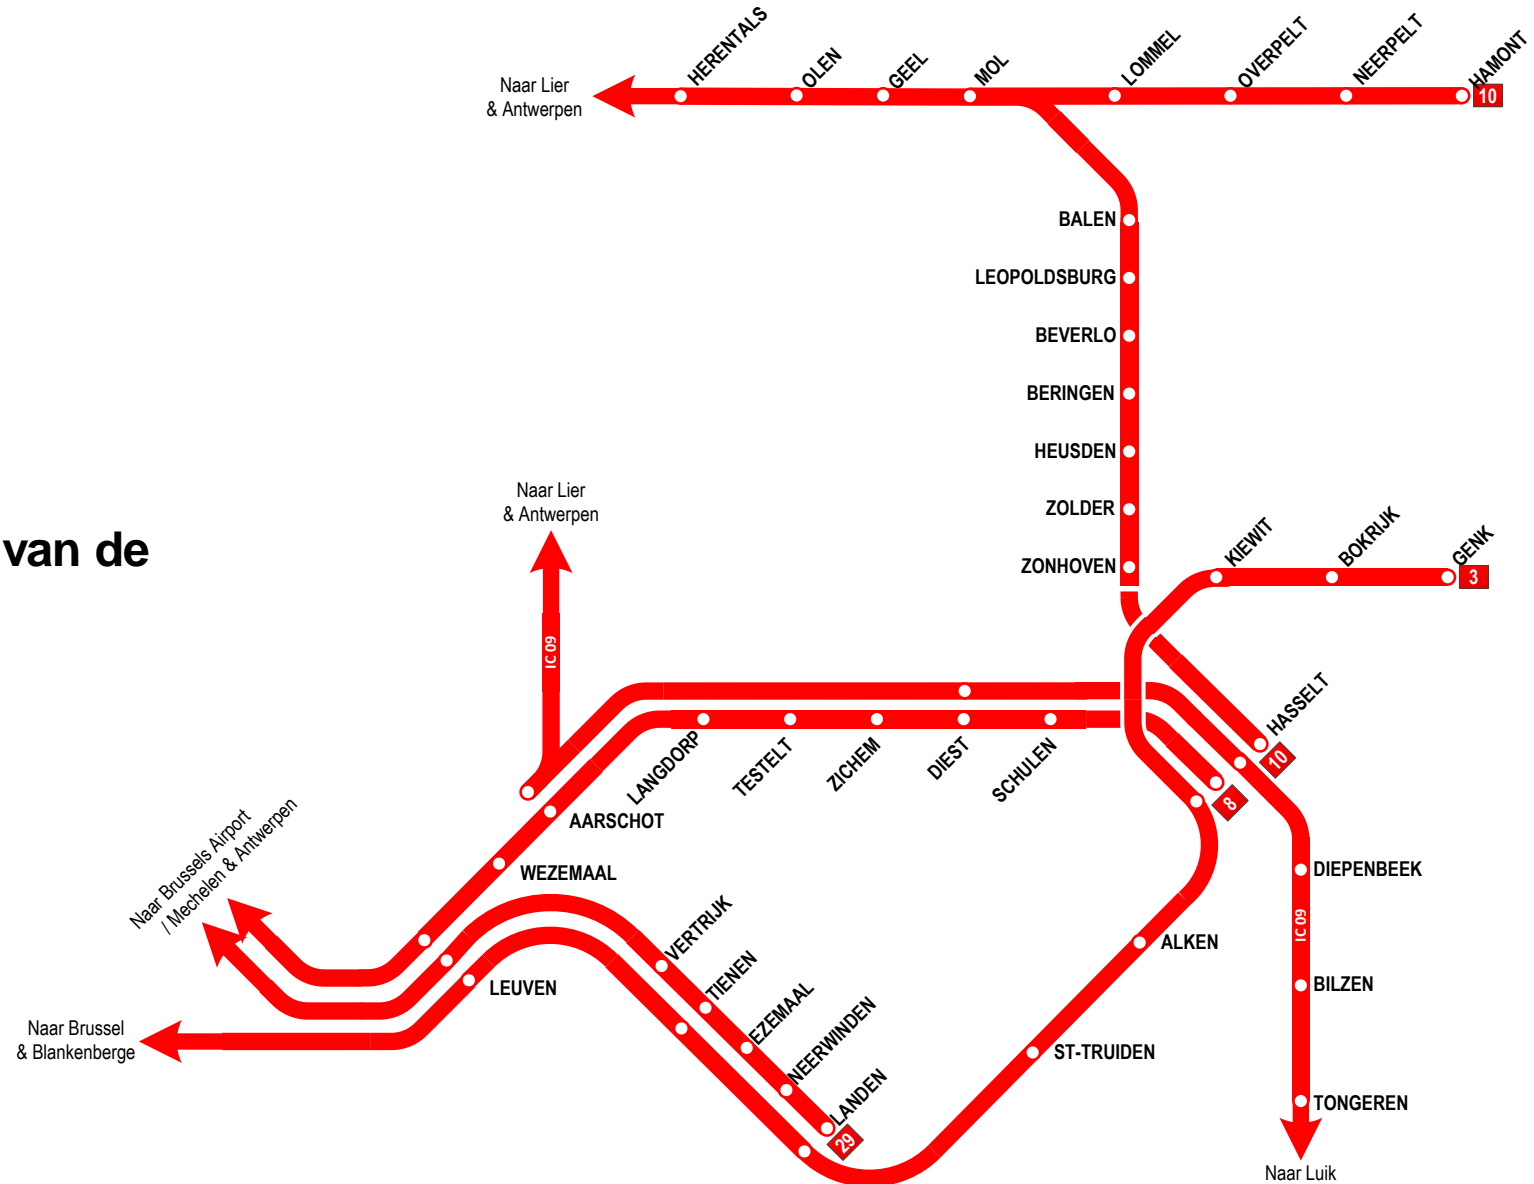 HERENTALS
OLEN
GEEL
MOL
LOMMEL
OVERPELT
NEERPELT
HAMONT
10
Naar Lier
& Antwerpen
BALEN
LEOPOLDSBURG
BEVERLO
BERINGEN
HEUSDEN
ZOLDER
ZONHOVEN
Naar Lier
& Antwerpen
van de
KIEWIT
BOKRIJK
GENK
3
IC 09
HASSELT
10
8
LANGDORP
TESTELT
ZICHEM
DIEST
SCHULEN
AARSCHOT
WEZEMAAL
Naar Brussels Airport
/ Mechelen & Antwerpen
DIEPENBEEK
IC 09
VERTRIJK
TIENEN
EZEMAAL
NEERWINDEN
LANDEN
29
ALKEN
LEUVEN
BILZEN
Naar Brussel
& Blankenberge
ST-TRUIDEN
TONGEREN
Naar Luik